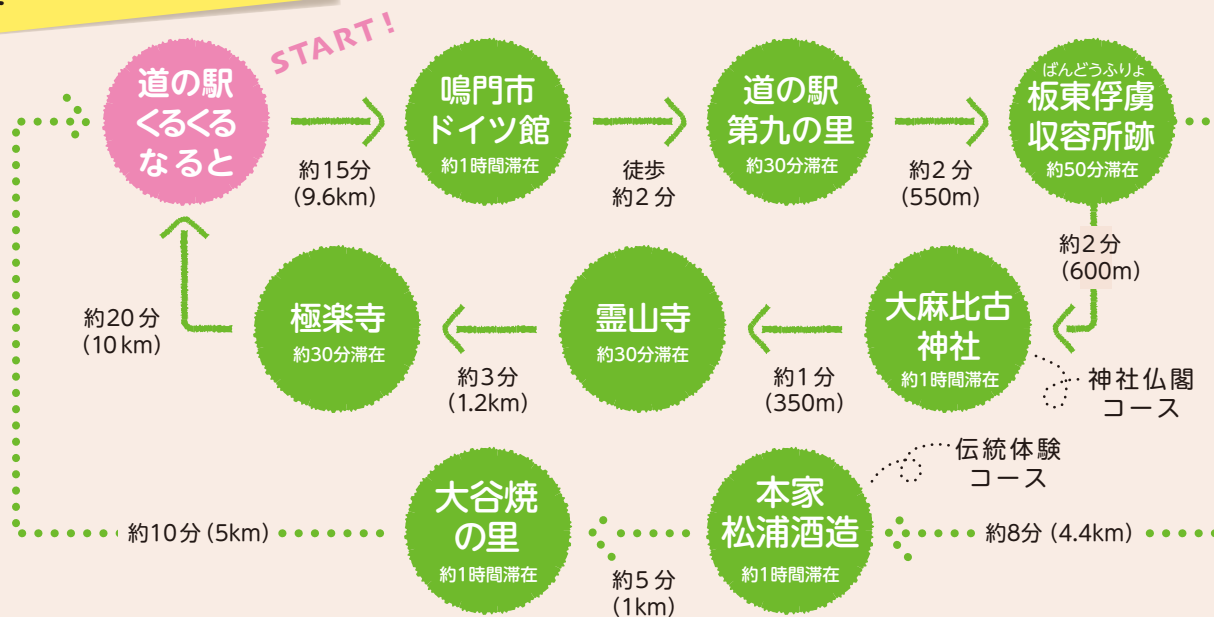 START!
道の駅
くるくる
なると
約15分
(9.6km)
鳴門市
ドイツ館
約1時間滞在
徒歩
約2分
道の駅
第九の里
約30分滞在
約2分
(550m)
ばんどうふりょ
板東俘虜
収容所跡
約50分滞在
約2分
(600m)
大麻比古
神社
約1時間滞在
神社仏閣
コース
約1分
(350m)
霊山寺
約30分滞在
約3分
(1.2km)
極楽寺
約30分滞在
約20分
(10km)
伝統体験
コース
約8分(4.4km)
本家
松浦酒造
約1時間滞在
約5分
(1km)
大谷焼
の里
約1時間滞在
約10分(5km)